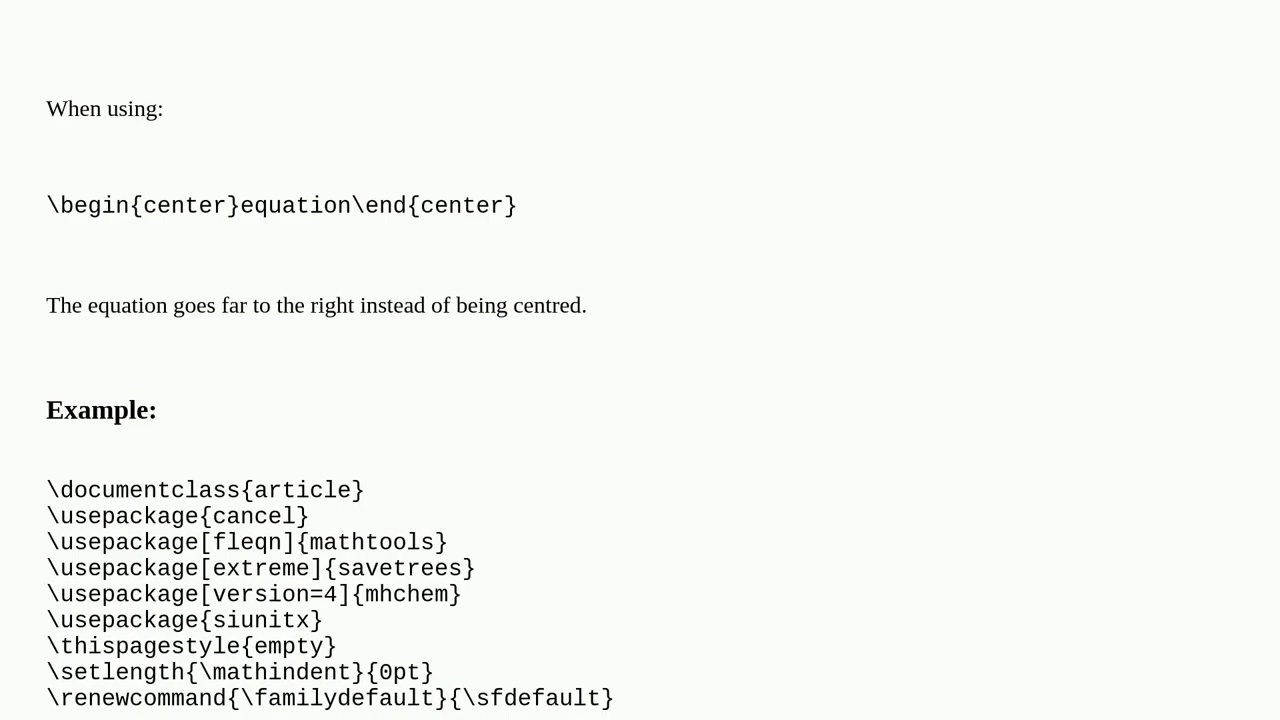 When using:
\begin{center}equation\end{center}
The equation goes far to the right instead of being centred.
Example:
\documentclass{article}
\usepackage{cancel}
\usepackage[fleqn]{mathtools}
\usepackage[extreme]{savetrees}
\usepackage[version=4]{mhchem}
\usepackage{siunitx}
\thispagestyle{empty}
\setlength{\mathindent}{0pt}
\renewcommand{\familydefault}{\sfdefault}